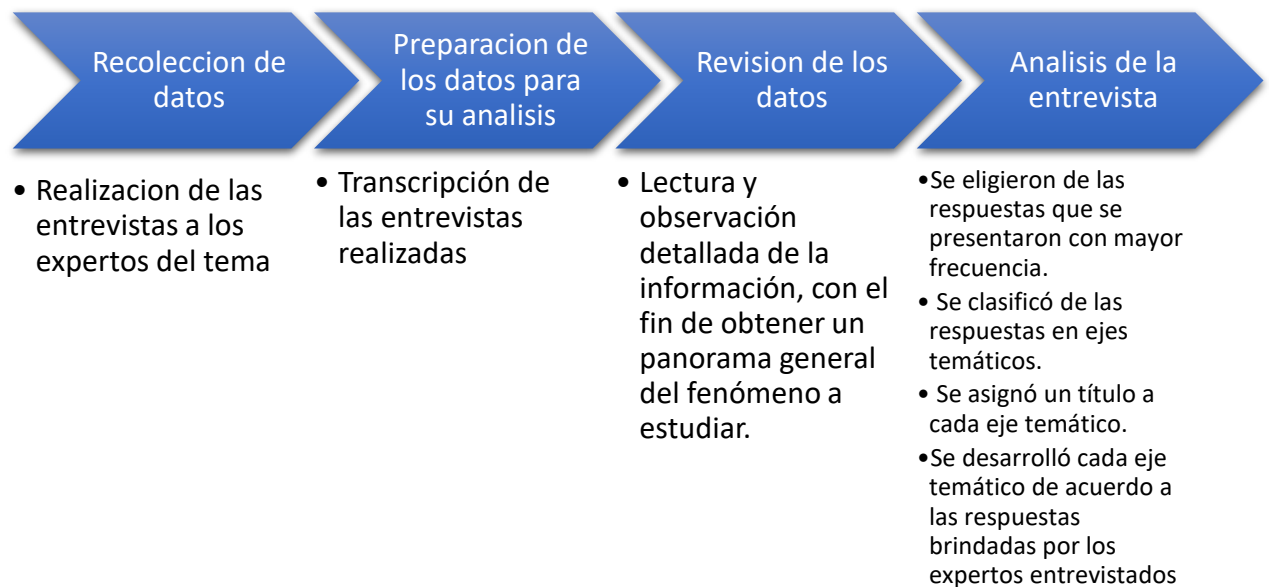 Recoleccion de
datos
Preparacion de
los datos para
su analisis
Revision de los
datos
Analisis de la
entrevista
• Realizacion de las
entrevistas a los
expertos del tema
• Transcripción de
las entrevistas
realizadas
• Lectura y
observación
detallada de la
información, con el
fin de obtener un
panorama general
del fenómeno a
estudiar.
•Se eligieron de las
respuestas que se
presentaron con mayor
frecuencia.
• Se clasificó de las
respuestas en ejes
temáticos.
• Se asignó un título a
cada eje temático.
•Se desarrolló cada eje
temático de acuerdo a
las respuestas
brindadas por los
expertos entrevistados